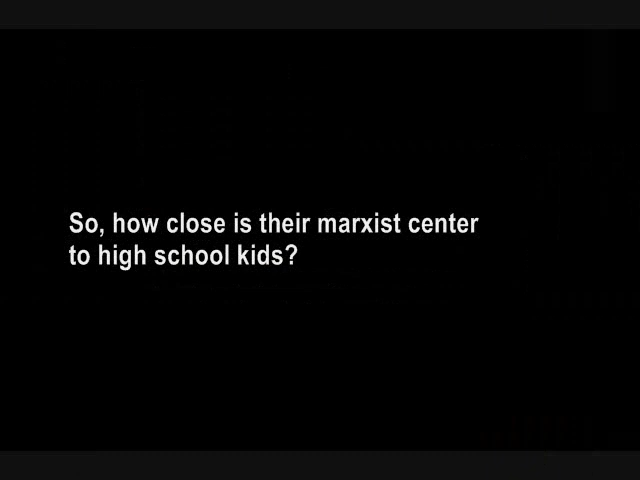 So, how close is their marxist center
to high school kids?